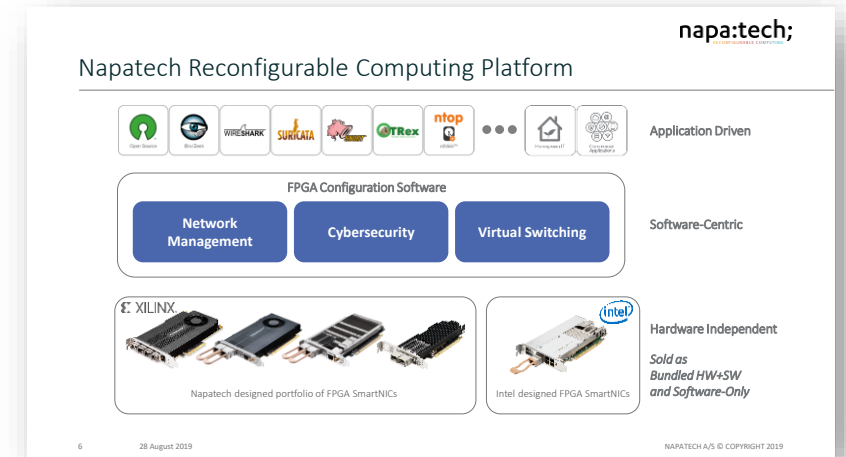 napa:tech;
RECONFIGURABLE COMPUTING
Napatech Reconfigurable Computing Platform
Open Source
WIRESHARK
SURICATA
TRex
ntop
Application Driven
FPGA Configuration Software
Network
Management
Cybersecurity
Virtual Switching
Software-Centric
XILINX
intel
Hardware Independent
Sold as
Bundled HW+SW
and Software-Only
Napatech designed portfolio of FPGA SmartNICs
Intel designed FPGA SmartNICs
6
28 August 2019
NAPATECH A/S © COPYRIGHT 2019